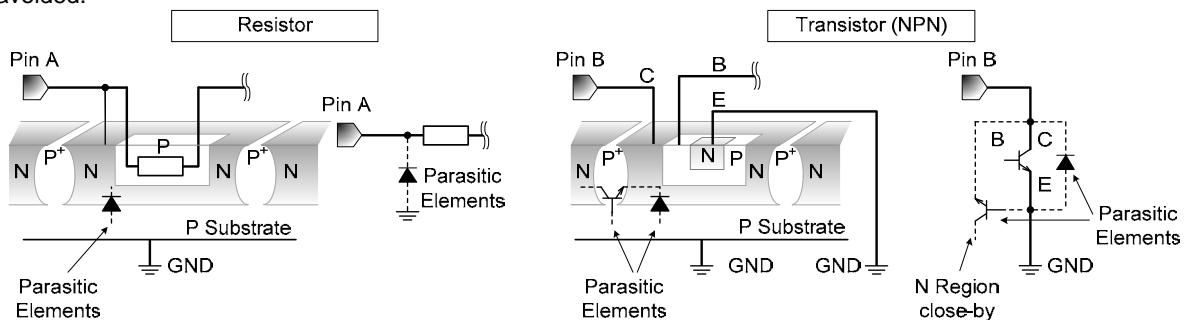 avoided.
Resistor
Transistor (NPN)
Pin A
Pin A
N
P+
N
P
N
P+
N
Parasitic
Elements
P Substrate
GND
Parasitic
Elements
Pin B
C
B
E
N
P+
N
N
P
N
P+
N
P Substrate
GND
GND
Parasitic
Elements
Pin B
B
C
E
Parasitic
Elements
GND
N Region
close-by